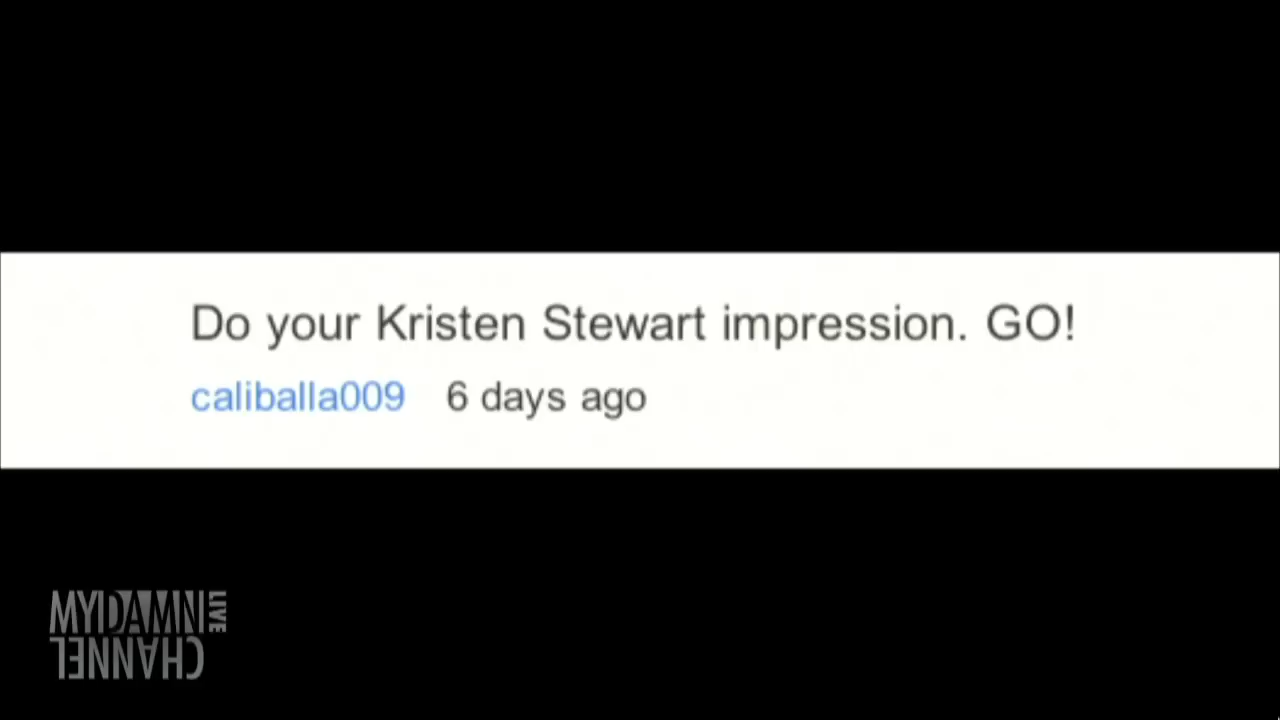 Do your Kristen Stewart impression. GO!
caliballa009 6 days ago
MYDAMN LIVE
CHANNEL